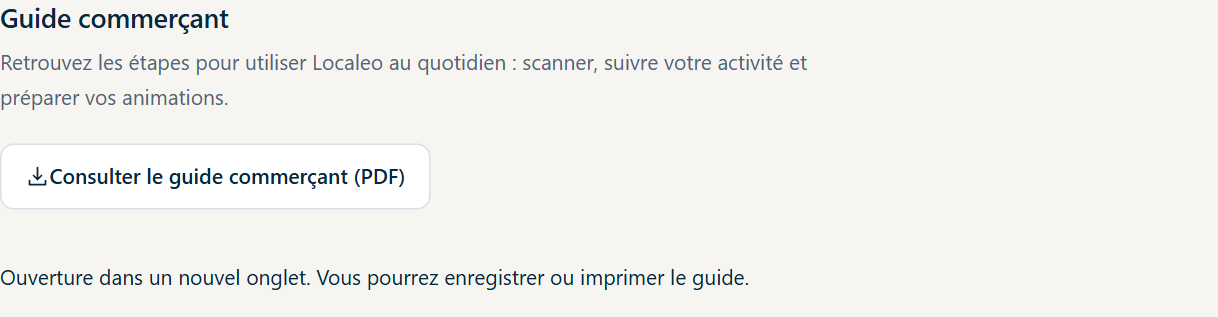 Guide commerçant
Retrouvez les étapes pour utiliser Localeo au quotidien : scanner, suivre votre activité et
préparer vos animations.
Consulter le guide commerçant (PDF)
Ouverture dans un nouvel onglet. Vous pourrez enregistrer ou imprimer le guide.